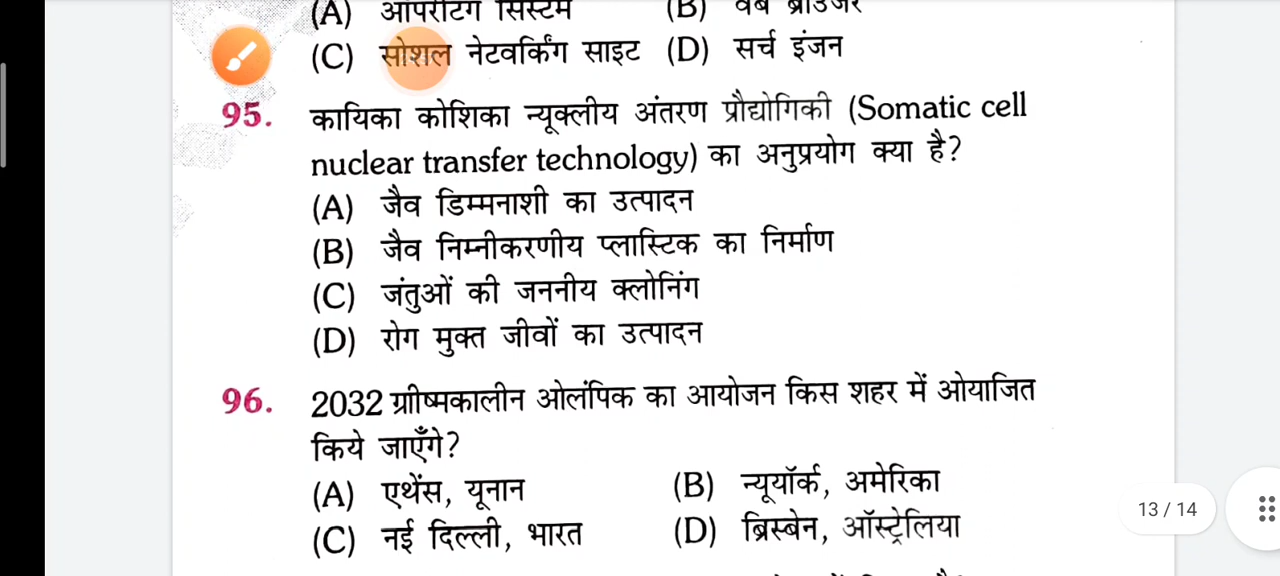 (A) ऑपरेटिंग सिस्टम (B) वेब ब्राउजर
(C) सोशल नेटवर्किंग साइट (D) सर्च इंजन
95. कायिका कोशिका न्यूक्लीय अंतरण प्रौद्योगिकी (Somatic cell
nuclear transfer technology) का अनुप्रयोग क्या है?
(A) जैव डिम्मनाशी का उत्पादन
(B) जैव निम्नीकरणीय प्लास्टिक का निर्माण
(C) जंतुओं की जननीय क्लोनिंग
(D) रोग मुक्त जीवों का उत्पादन
96. 2032 ग्रीष्मकालीन ओलंपिक का आयोजन किस शहर में ओयाजित
किये जाएँगे?
(A) एथेंस, यूनान (B) न्यूयॉर्क, अमेरिका
(C) नई दिल्ली, भारत (D) ब्रिस्बेन, ऑस्ट्रेलिया
13 / 14